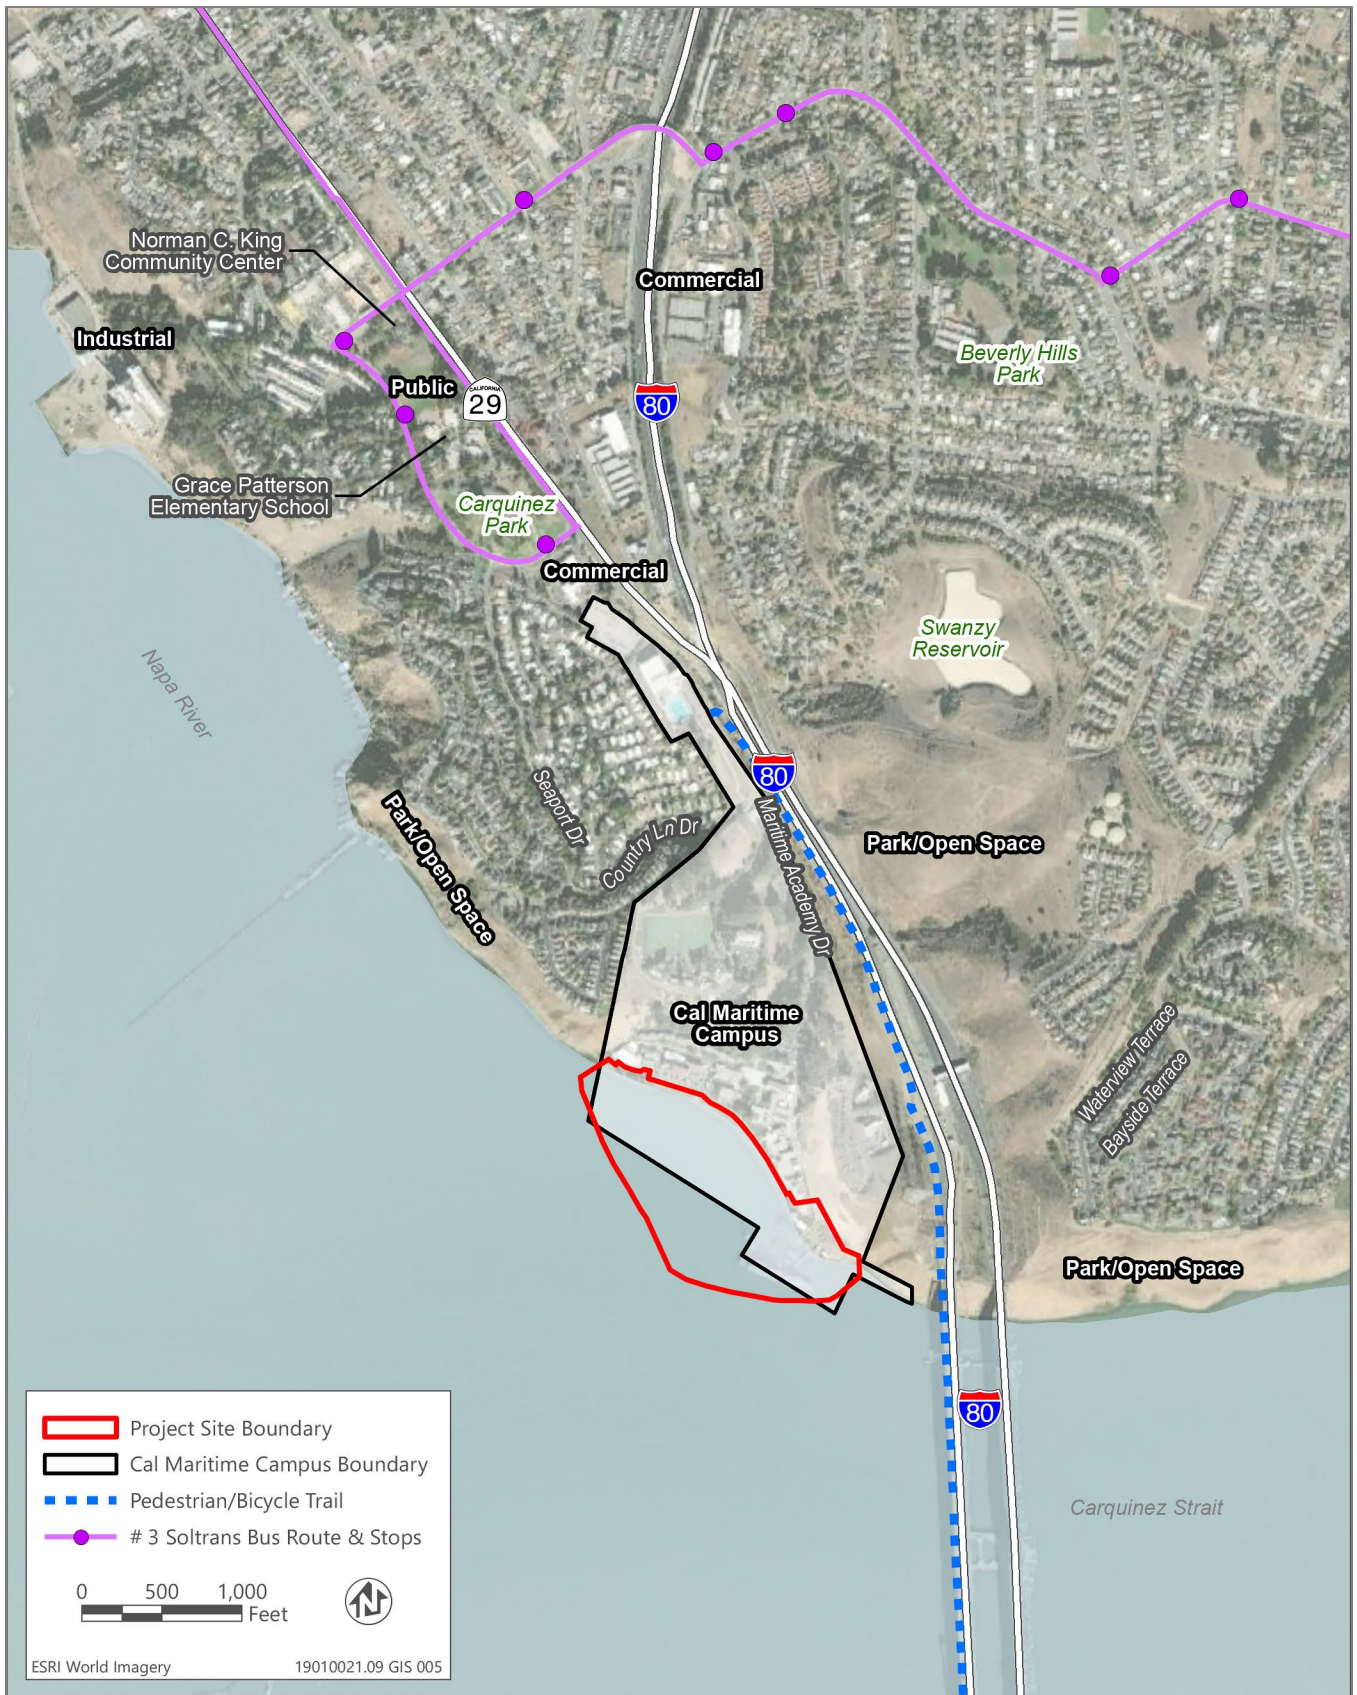 Norman C. King
Community Center
Commercial
Industrial
Beverly Hills
Park
Public
CALIFORNIA
29
80
Grace Patterson
Elementary School
Carquinez
Park
Commercial
Swanzy
Reservoir
Napa River
80
Seaport Dr
Country Ln Dr
Maritime Academy Dr
Park/Open Space
Park/Open Space
Cal Maritime
Campus
Waterview Terrace
Bayside Terrace
Park/Open Space
80
Carquinez Strait
Project Site Boundary
Cal Maritime Campus Boundary
Pedestrian/Bicycle Trail
# 3 Soltrans Bus Route & Stops
0 500 1,000
Feet
N
ESRI World Imagery 19010021.09 GIS 005